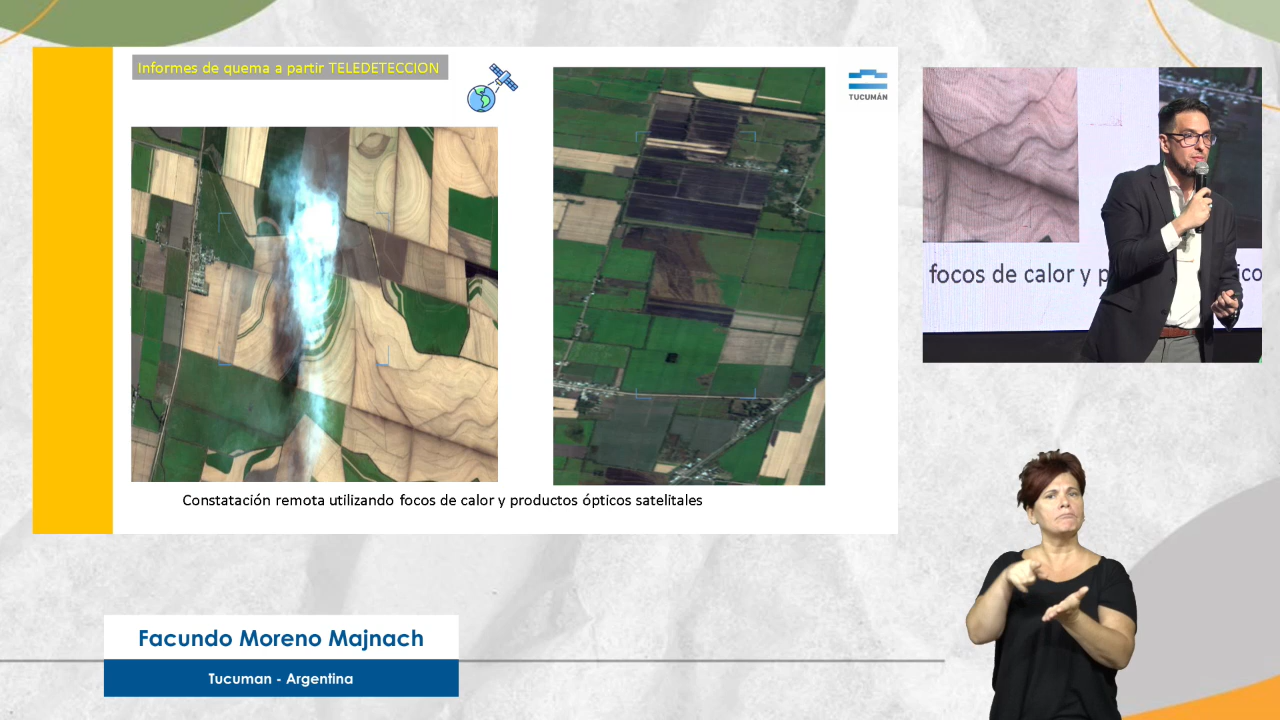 Informes de quema a partir TELEDETECCION
TUCUMÁN
Constatación remota utilizando focos de calor y productos ópticos satelitales
focos de calor y p
ico
Facundo Moreno Majnach
Tucuman - Argentina